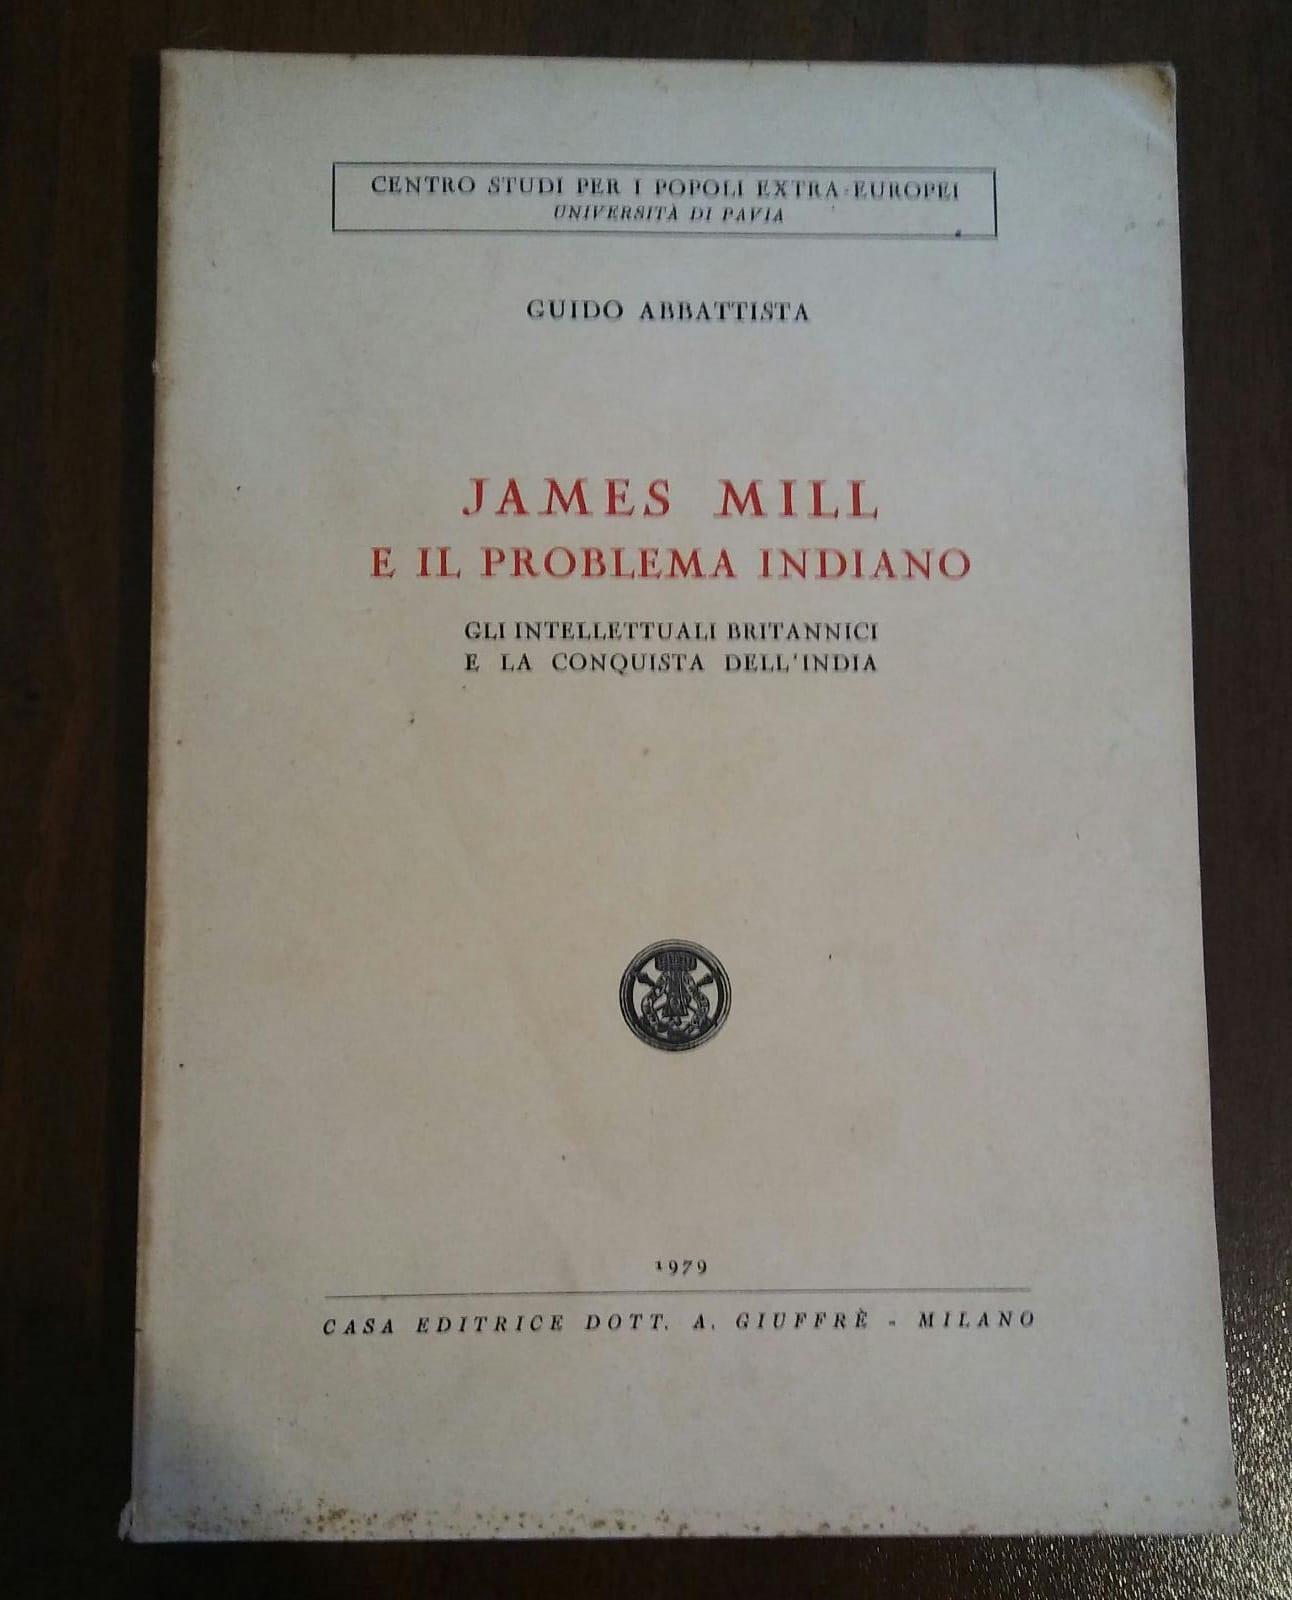 CENTRO STUDI PER I POPOLI EXTRA-EUROPEI
UNIVERSITÀ DI PAVIA
GUIDO ABBATTISTA
JAMES MILL
E IL PROBLEMA INDIANO
GLI INTELLETTUALI BRITANNICI
E LA CONQUISTA DELL'INDIA
1979
CASA EDITRICE DOTT. A. GIUFFRÈ - MILANO